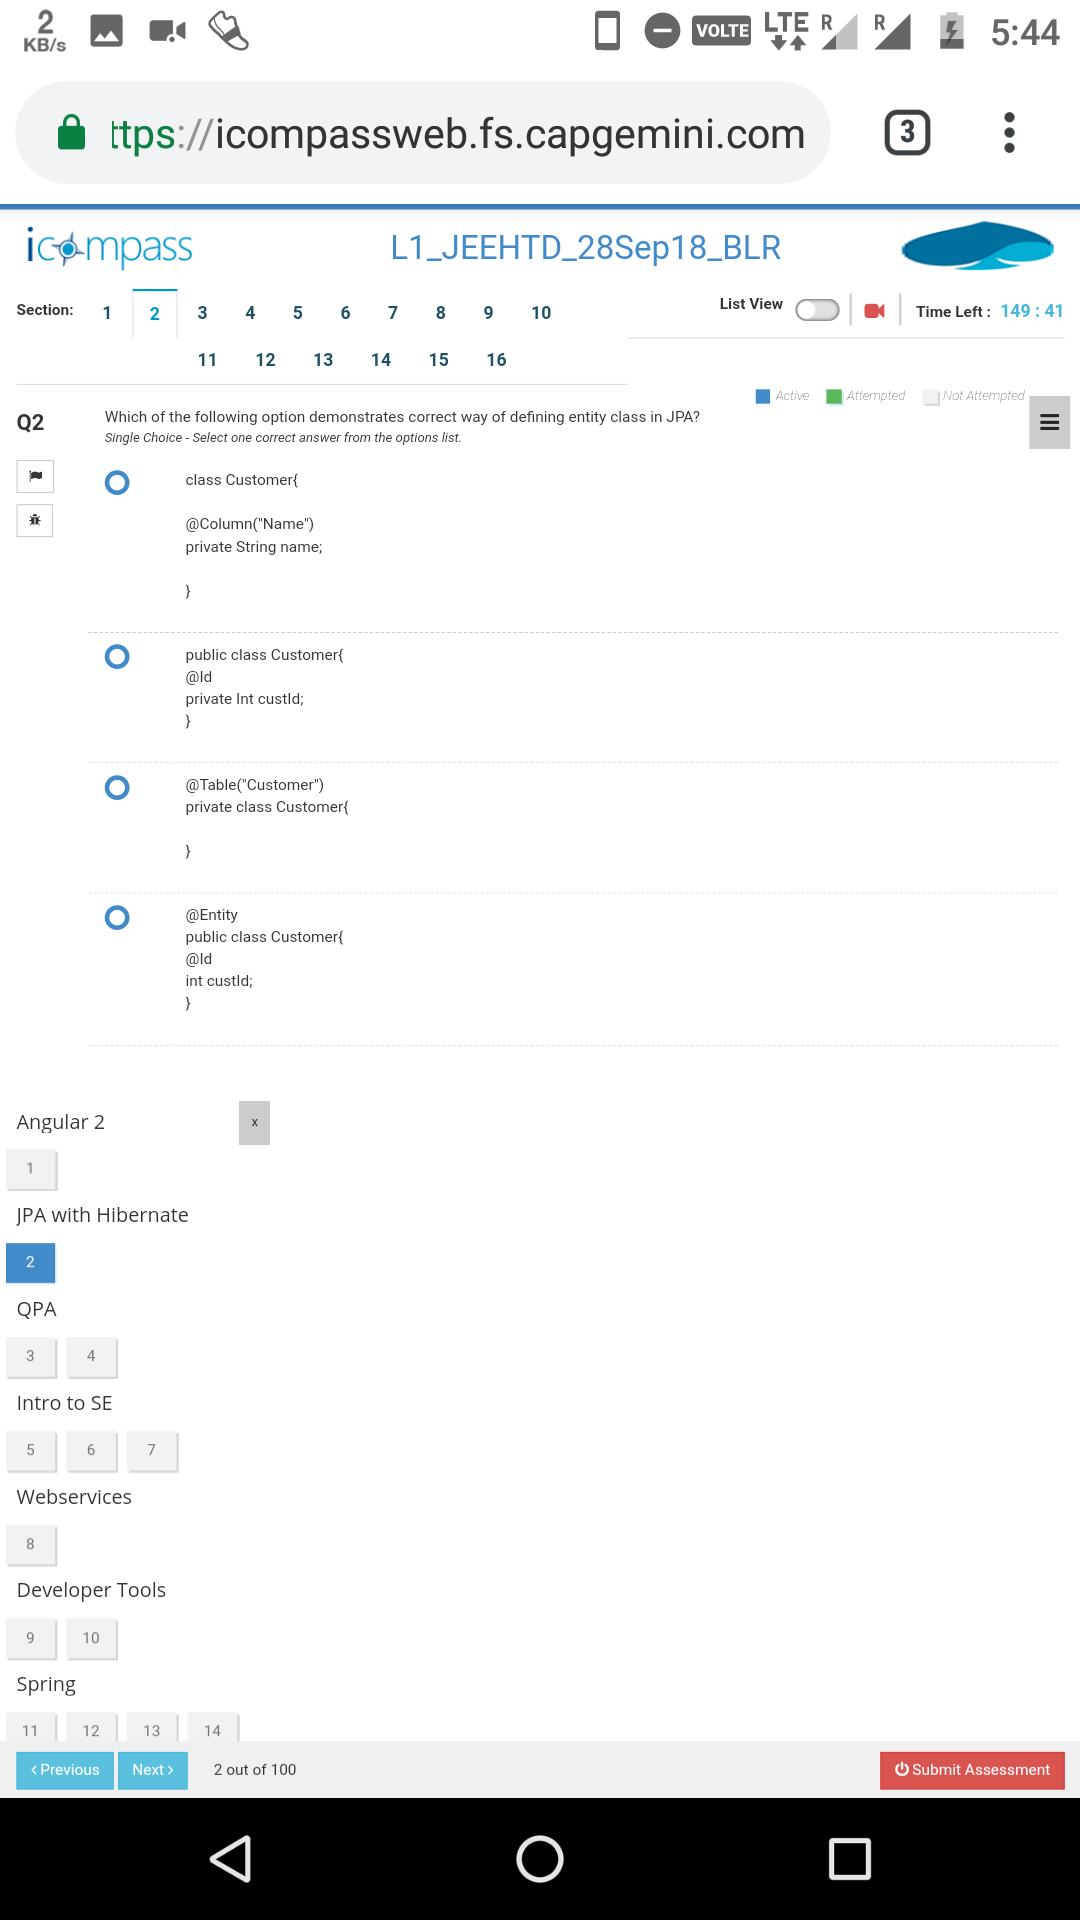 2
KB/s
VOLTE
LTE
R
R
5:44
ttps://icompassweb.fs.capgemini.com
3
icompass
L1_JEEHTD_28Sep18_BLR
Section:
1 2 3 4 5 6 7 8 9 10
11 12 13 14 15 16
List View
Time Left : 149 : 41
Active Attempted Not Attempted
Q2
Which of the following option demonstrates correct way of defining entity class in JPA?
Single Choice - Select one correct answer from the options list.
class Customer{
@Column("Name")
private String name;
}
public class Customer{
@Id
private Int custId;
}
@Table("Customer")
private class Customer{
}
@Entity
public class Customer{
@Id
int custId;
}
Angular 2
x
1
JPA with Hibernate
2
QPA
3 4
Intro to SE
5 6 7
Webservices
8
Developer Tools
9 10
Spring
11 12 13 14
Previous Next 2 out of 100 Submit Assessment